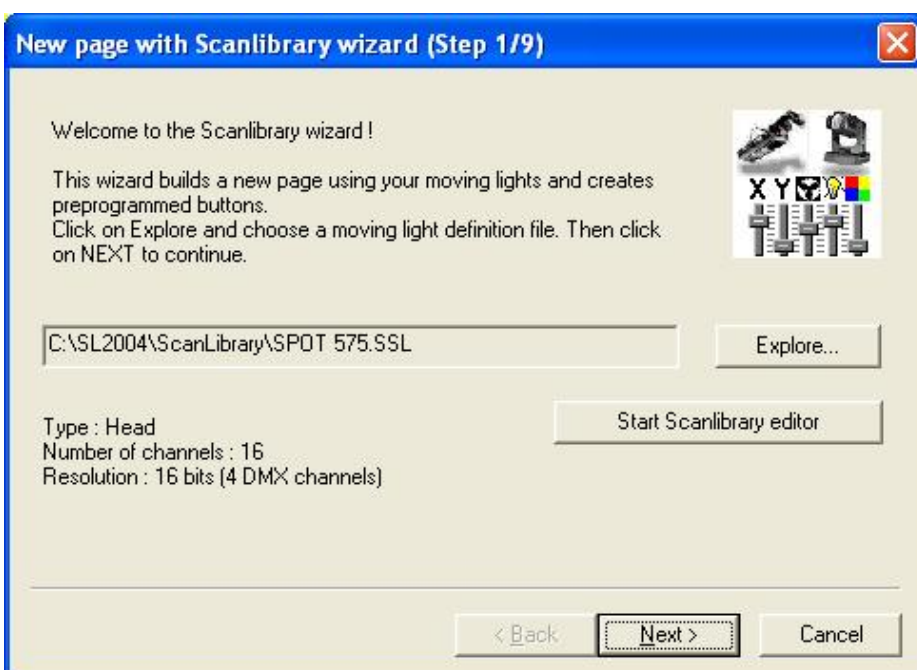 New page with Scanlibrary wizard (Step 1/9)
Welcome to the Scanlibrary wizard !
This wizard builds a new page using your moving lights and creates
preprogrammed buttons.
Click on Explore and choose a moving light definition file. Then click
on NEXT to continue.
X Y
C:\SL2004\ScanLibrary\SPOT 575.SSL
Explore...
Start Scanlibrary editor
Type : Head
Number of channels : 16
Resolution : 16 bits (4 DMX channels)
< Back
Next >
Cancel